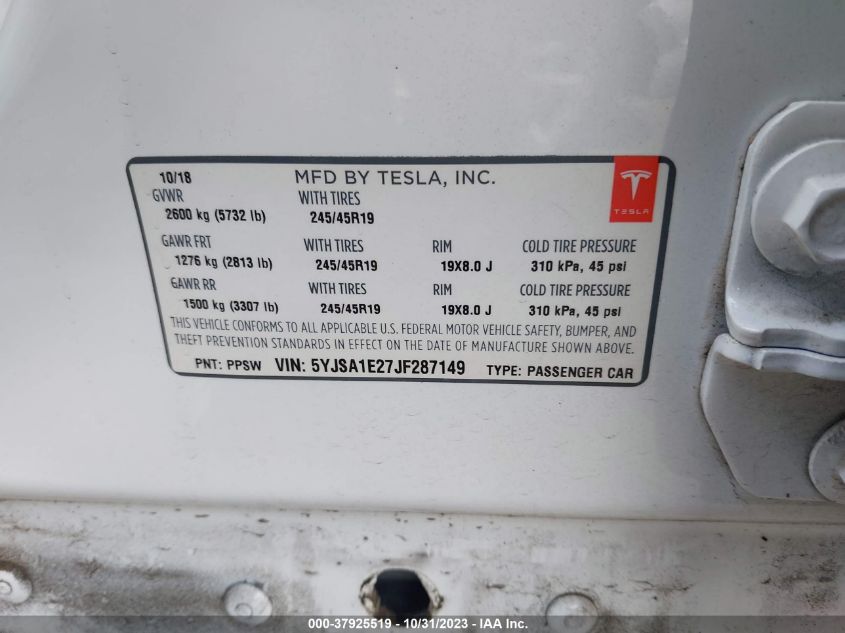 10/18 MFD BY TESLA, INC.
GVWR WITH TIRES
2600 kg (5732 lb) 245/45R19
TESLA
GAWR FRT WITH TIRES RIM COLD TIRE PRESSURE
1276 kg (2813 lb) 245/45R19 19X8.0 J 310 kPa, 45 psi
GAWR RR WITH TIRES RIM COLD TIRE PRESSURE
1500 kg (3307 lb) 245/45R19 19X8.0 J 310 kPa, 45 psi
THIS VEHICLE CONFORMS TO ALL APPLICABLE U.S. FEDERAL MOTOR VEHICLE SAFETY, BUMPER, AND
THEFT PREVENTION STANDARDS IN EFFECT ON THE DATE OF MANUFACTURE SHOWN ABOVE.
PNT: PPSW VIN: 5YJSA1E27JF287149 TYPE: PASSENGER CAR
000-37925519 - 10/31/2023 - IAA Inc.